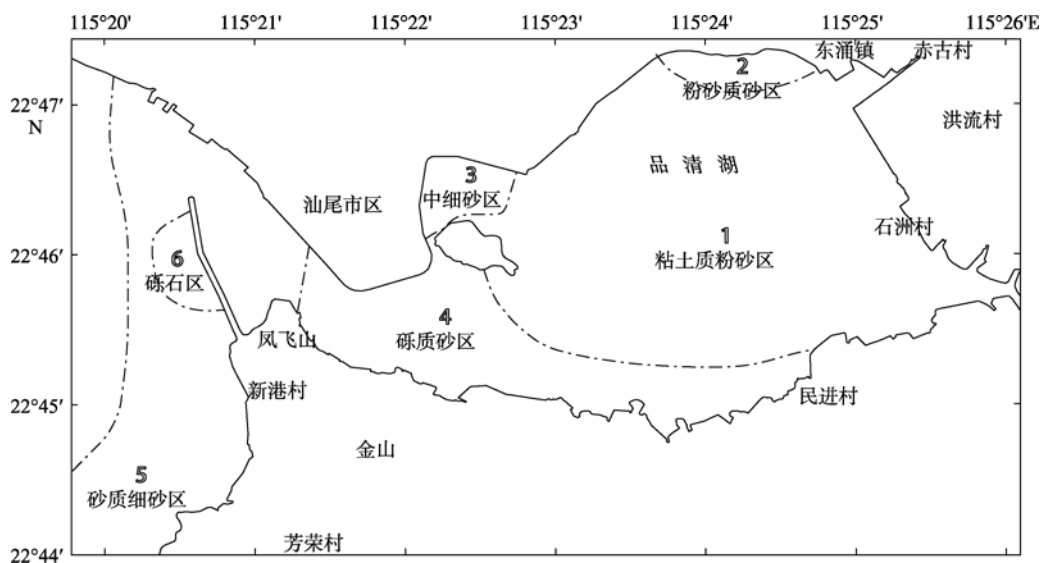 115°20′ 115°21′ 115°22′ 115°23′ 115°24′ 115°25′ 115°26′E
东涌镇 赤古村
2
粉砂质砂区
22°47′
N
洪流村
品清湖
3
中细砂区
汕尾市区
石洲村
1
粘土质粉砂区
22°46′
6
砾石区
4
砾质砂区
凤飞山
新港村
民进村
22°45′
金山
5
砂质细砂区
芳荣村
22°44′